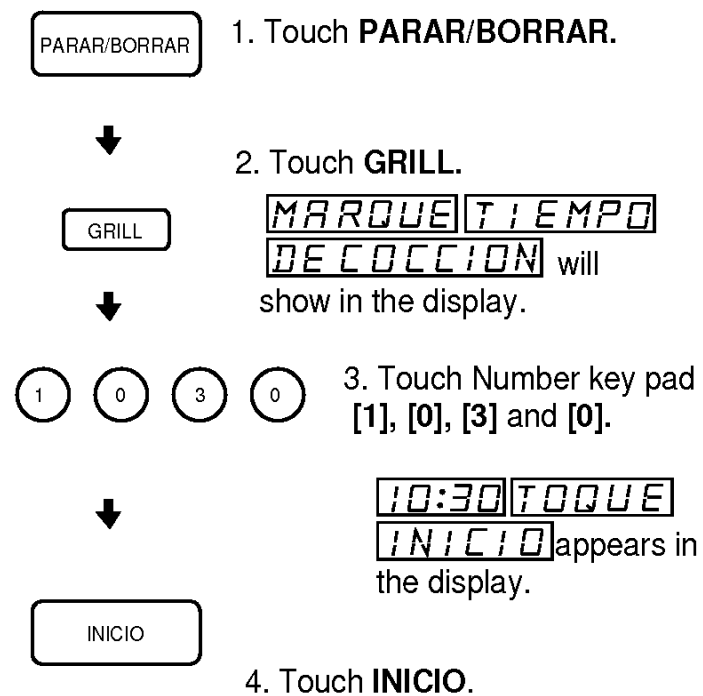 PARAR/BORRAR
1. Touch PARAR/BORRAR.
2. Touch GRILL.
GRILL
MARQUE TIEMPO
DE COCCION will
show in the display.
1 0 3 0
3. Touch Number key pad
[1], [0], [3] and [0].
10:30 TOQUE
INICIO appears in
the display.
INICIO
4. Touch INICIO.